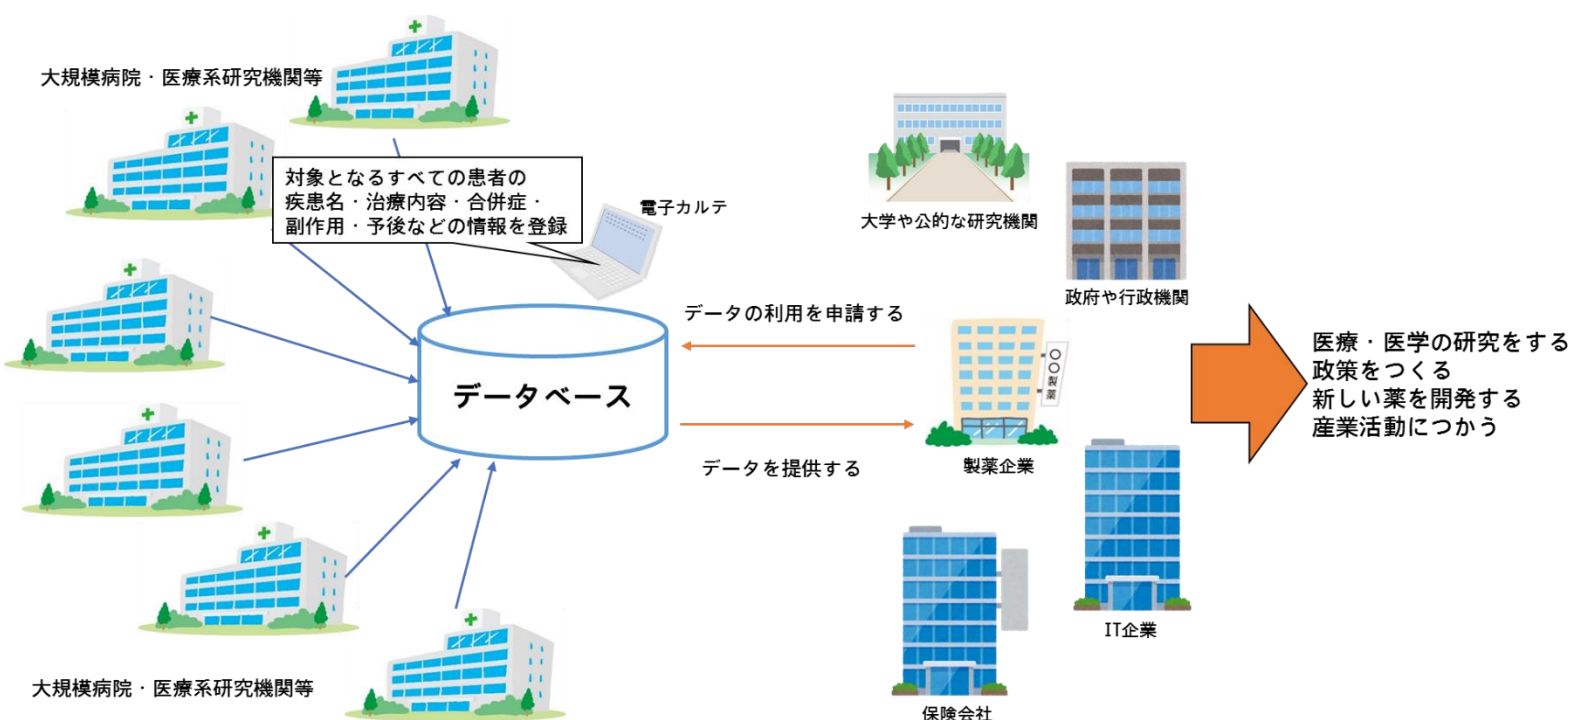 大規模病院・医療系研究機関等
対象となるすべての患者の
疾患名・治療内容・合併症・
副作用・予後などの情報を登録
電子カルテ
データベース
大規模病院・医療系研究機関等
データの利用を申請する
データを提供する
大学や公的な研究機関
政府や行政機関
〇〇製薬
製薬企業
IT企業
保険会社
医療・医学の研究をする
政策をつくる
新しい薬を開発する
産業活動につかう